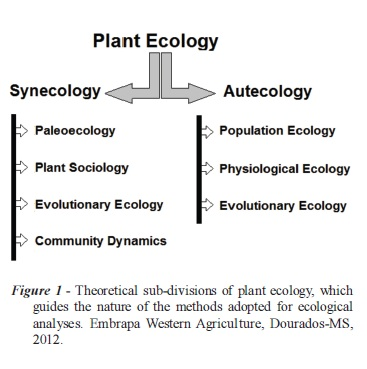 Plant Ecology
Synecology
Autecology
Paleoecology
Plant Sociology
Evolutionary Ecology
Community Dynamics
Population Ecology
Physiological Ecology
Evolutionary Ecology
Figure 1 - Theoretical sub-divisions of plant ecology, which
guides the nature of the methods adopted for ecological
analyses. Embrapa Western Agriculture, Dourados-MS,
2012.